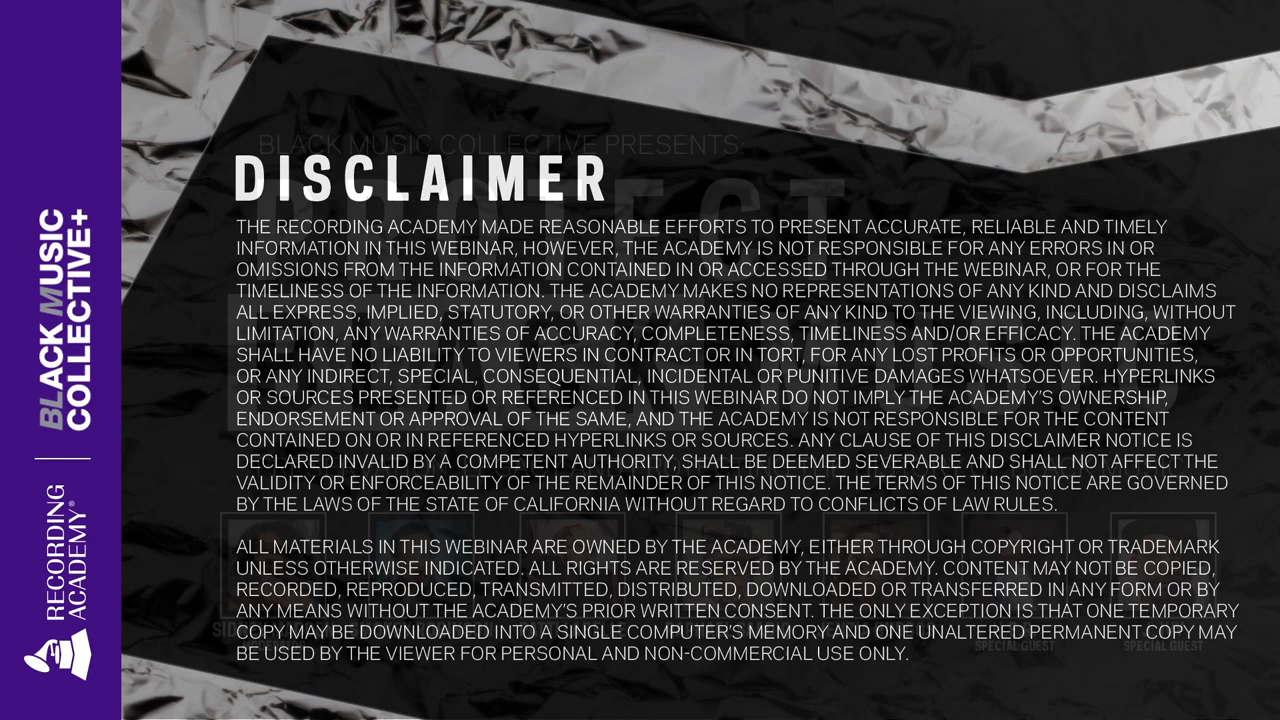 BLACK MUSIC
COLLECTIVE+
RECORDING
ACADEMY®
BLACK MUSIC COLLECTIVE PRESENTS:
DISCLAIMER
THE RECORDING ACADEMY MADE REASONABLE EFFORTS TO PRESENT ACCURATE, RELIABLE AND TIMELY
INFORMATION IN THIS WEBINAR, HOWEVER, THE ACADEMY IS NOT RESPONSIBLE FOR ANY ERRORS IN OR
OMISSIONS FROM THE INFORMATION CONTAINED IN OR ACCESSED THROUGH THE WEBINAR, OR FOR THE
TIMELINESS OF THE INFORMATION. THE ACADEMY MAKES NO REPRESENTATIONS OF ANY KIND AND DISCLAIMS
ALL EXPRESS, IMPLIED, STATUTORY, OR OTHER WARRANTIES OF ANY KIND TO THE VIEWING, INCLUDING, WITHOUT
LIMITATION, ANY WARRANTIES OF ACCURACY, COMPLETENESS, TIMELINESS AND/OR EFFICACY. THE ACADEMY
SHALL HAVE NO LIABILITY TO VIEWERS IN CONTRACT OR IN TORT, FOR ANY LOST PROFITS OR OPPORTUNITIES,
OR ANY INDIRECT, SPECIAL, CONSEQUENTIAL, INCIDENTAL OR PUNITIVE DAMAGES WHATSOEVER. HYPERLINKS
OR SOURCES PRESENTED OR REFERENCED IN THIS WEBINAR DO NOT IMPLY THE ACADEMY'S OWNERSHIP,
ENDORSEMENT OR APPROVAL OF THE SAME, AND THE ACADEMY IS NOT RESPONSIBLE FOR THE CONTENT
CONTAINED ON OR IN REFERENCED HYPERLINKS OR SOURCES. ANY CLAUSE OF THIS DISCLAIMER NOTICE IS
DECLARED INVALID BY A COMPETENT AUTHORITY, SHALL BE DEEMED SEVERABLE AND SHALL NOT AFFECT THE
VALIDITY OR ENFORCEABILITY OF THE REMAINDER OF THIS NOTICE. THE TERMS OF THIS NOTICE ARE GOVERNED
BY THE LAWS OF THE STATE OF CALIFORNIA WITHOUT REGARD TO CONFLICTS OF LAW RULES.
ALL MATERIALS IN THIS WEBINAR ARE OWNED BY THE ACADEMY, EITHER THROUGH COPYRIGHT OR TRADEMARK
UNLESS OTHERWISE INDICATED. ALL RIGHTS ARE RESERVED BY THE ACADEMY. CONTENT MAY NOT BE COPIED,
RECORDED, REPRODUCED, TRANSMITTED, DISTRIBUTED, DOWNLOADED OR TRANSFERRED IN ANY FORM OR BY
ANY MEANS WITHOUT THE ACADEMY'S PRIOR WRITTEN CONSENT. THE ONLY EXCEPTION IS THAT ONE TEMPORARY
COPY MAY BE DOWNLOADED INTO A SINGLE COMPUTER'S MEMORY AND ONE UNALTERED PERMANENT COPY MAY
BE USED BY THE VIEWER FOR PERSONAL AND NON-COMMERCIAL USE ONLY.
SPECIAL GUEST
SPECIAL GUEST